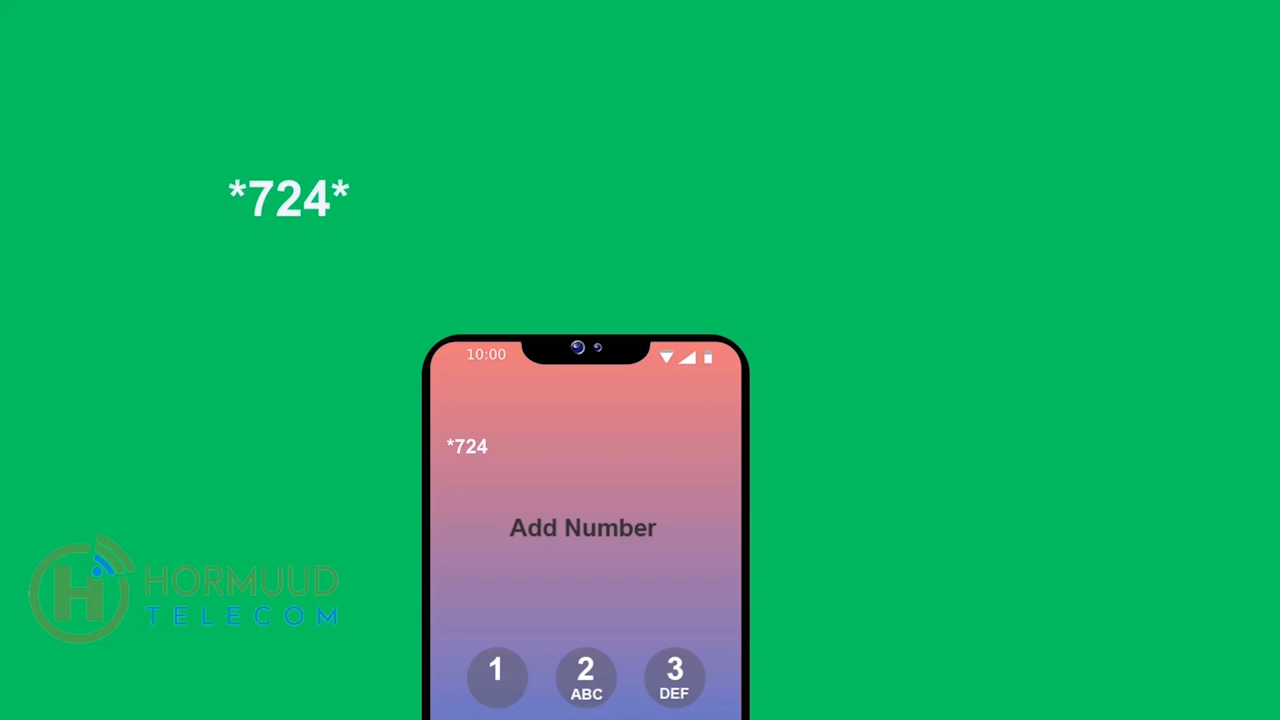 *724*
10:00
*724
Add Number
1 2 3
ABC DEF
HORMUUD
TELECOM